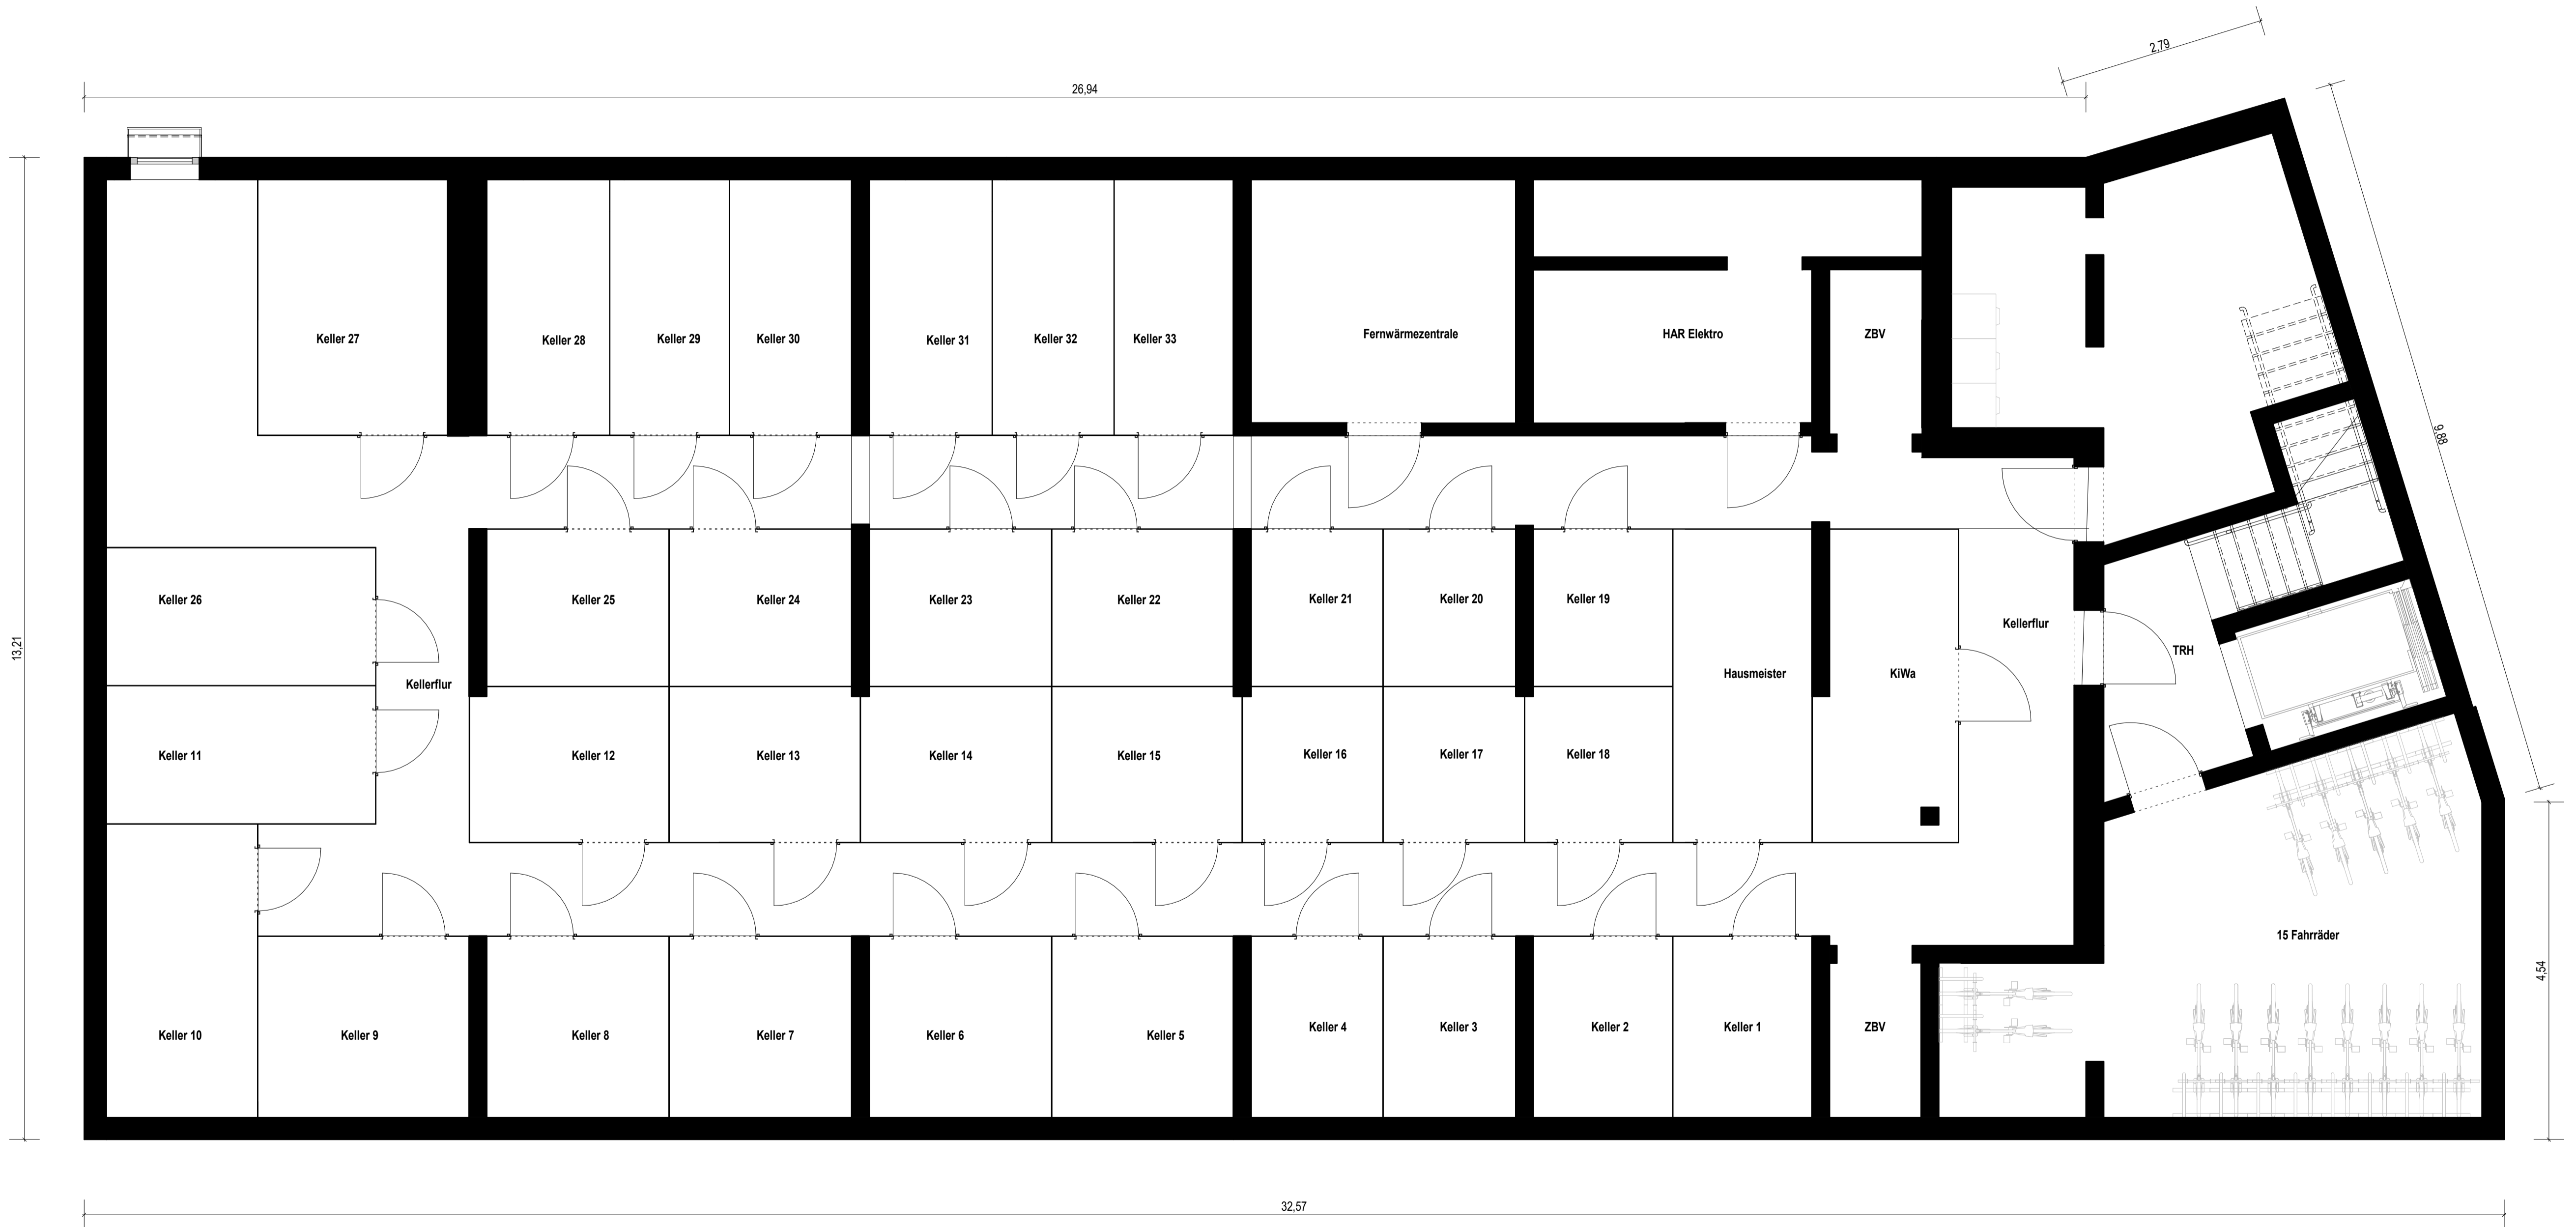 2,79
26,94
9,88
13,21
Keller 27
Keller 28
Keller 29
Keller 30
Keller 31
Keller 32
Keller 33
Fernwärmezentrale
HAR Elektro
ZBV
Keller 26
Keller 25
Keller 24
Keller 23
Keller 22
Keller 21
Keller 20
Keller 19
Kellerflur
Kellerflur
TRH
Hausmeister
KiWa
Keller 11
Keller 12
Keller 13
Keller 14
Keller 15
Keller 16
Keller 17
Keller 18
15 Fahrräder
4,54
Keller 10
Keller 9
Keller 8
Keller 7
Keller 6
Keller 5
Keller 4
Keller 3
Keller 2
Keller 1
ZBV
32,57